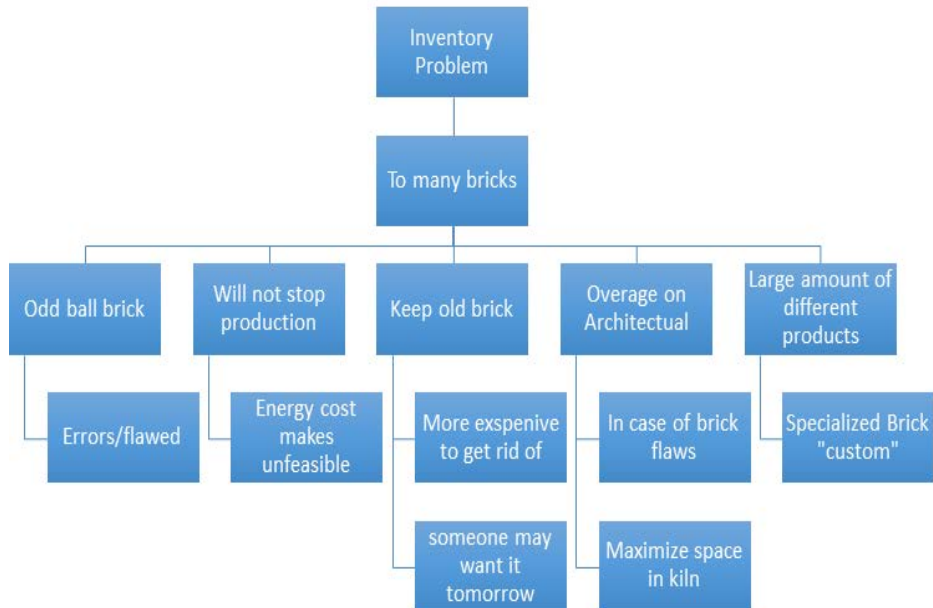 Inventory
Problem
To many bricks
Odd ball brick
Will not stop
production
Keep old brick
Overage on
Architectual
Large amount of
different
products
Errors/flawed
Energy cost
makes
unfeasible
More exspenive
to get rid of
In case of brick
flaws
Specialized Brick
"custom"
someone may
want it
tomorrow
Maximize space
in kiln